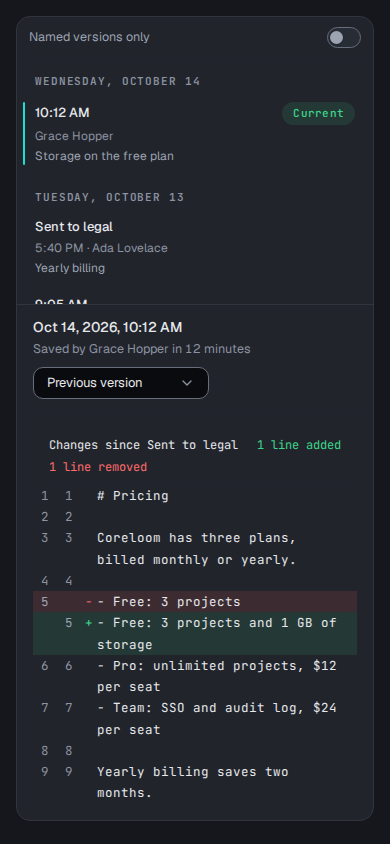 Named versions only
WEDNESDAY, OCTOBER 14
10:12 AM
Current
Grace Hopper
Storage on the free plan
TUESDAY, OCTOBER 13
Sent to legal
5:40 PM · Ada Lovelace
Yearly billing
9:05 AM
Oct 14, 2026, 10:12 AM
Saved by Grace Hopper in 12 minutes
Previous version
Changes since Sent to legal 1 line added
1 line removed
1 1 # Pricing
2 2
3 3 Coreloom has three plans,
billed monthly or yearly.
4 4
5 - - Free: 3 projects
5 + - Free: 3 projects and 1 GB of
storage
6 6 - Pro: unlimited projects, $12
per seat
7 7 - Team: SSO and audit log, $24
per seat
8 8
9 9 Yearly billing saves two
months.